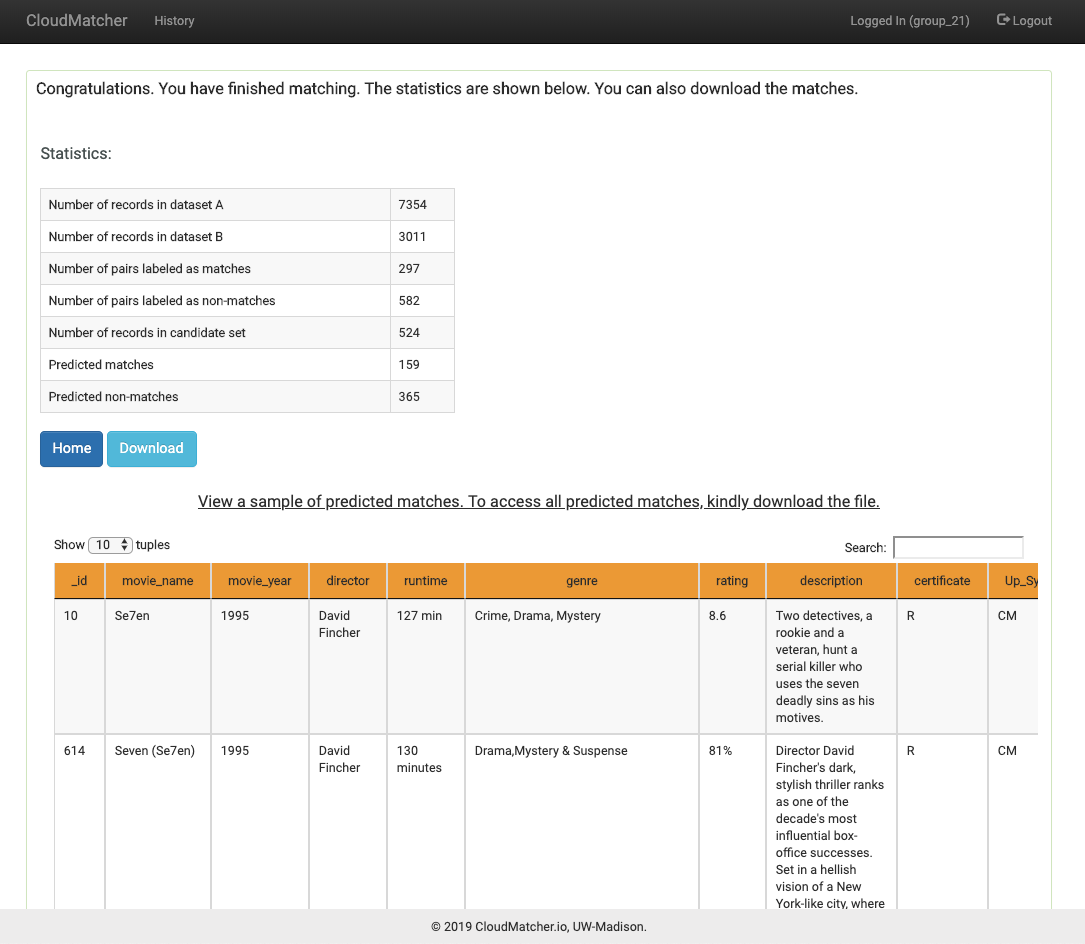 CloudMatcher History Logged In (group_21) Logout
Congratulations. You have finished matching. The statistics are shown below. You can also download the matches.
Statistics:
Number of records in dataset A 7354
Number of records in dataset B 3011
Number of pairs labeled as matches 297
Number of pairs labeled as non-matches 582
Number of records in candidate set 524
Predicted matches 159
Predicted non-matches 365
Home Download
View a sample of predicted matches. To access all predicted matches, kindly download the file.
Show 10 tuples
Search:
_id movie_name movie_year director runtime genre rating description certificate Up_Sy
10 Se7en 1995 David Fincher 127 min Crime, Drama, Mystery 8.6 Two detectives, a R CM
rookie and a
veteran, hunt a
serial killer who
uses the seven
deadly sins as his
motives.
614 Seven (Se7en) 1995 David Fincher 130 minutes Drama,Mystery & Suspense 81% Director David R CM
Fincher's dark,
stylish thriller ranks
as one of the
decade's most
influential box-
office successes.
Set in a hellish
vision of a New
York-like city, where
© 2019 CloudMatcher.io, UW-Madison.